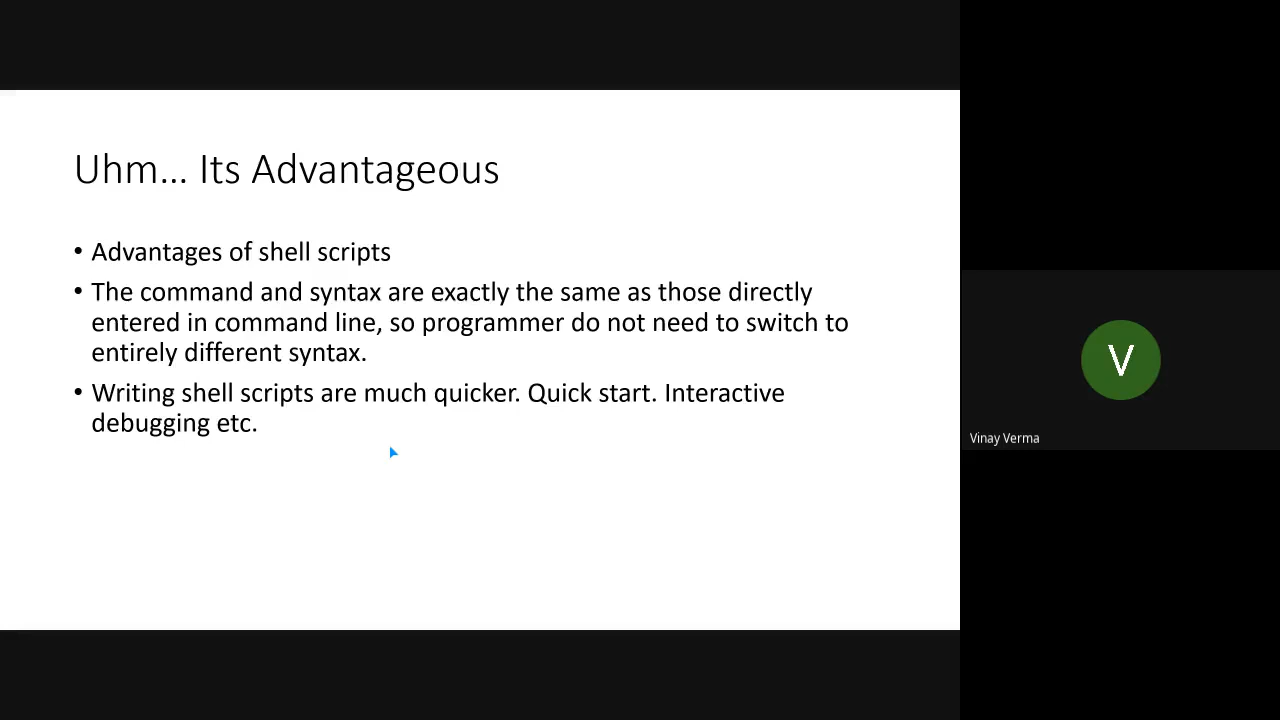 Uhm... Its Advantageous
• Advantages of shell scripts
• The command and syntax are exactly the same as those directly
entered in command line, so programmer do not need to switch to
entirely different syntax.
• Writing shell scripts are much quicker. Quick start. Interactive
debugging etc.
V
Vinay Verma